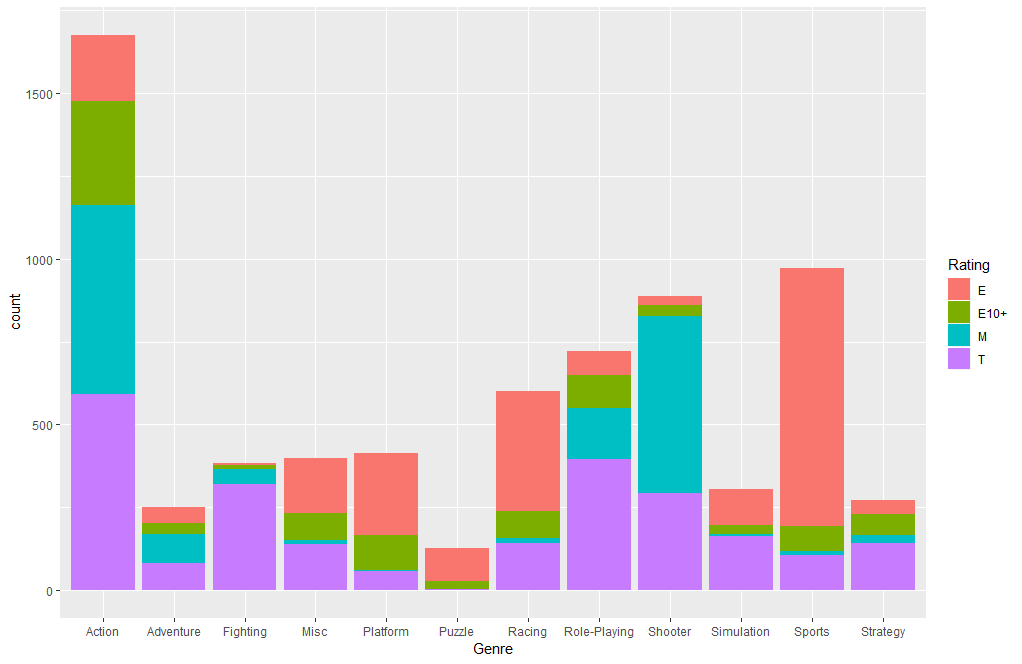 1500
1000
500
0
count
Action Adventure Fighting Misc Platform Puzzle Racing Role-Playing Shooter Simulation Sports Strategy
Genre
Rating
E
E10+
M
T